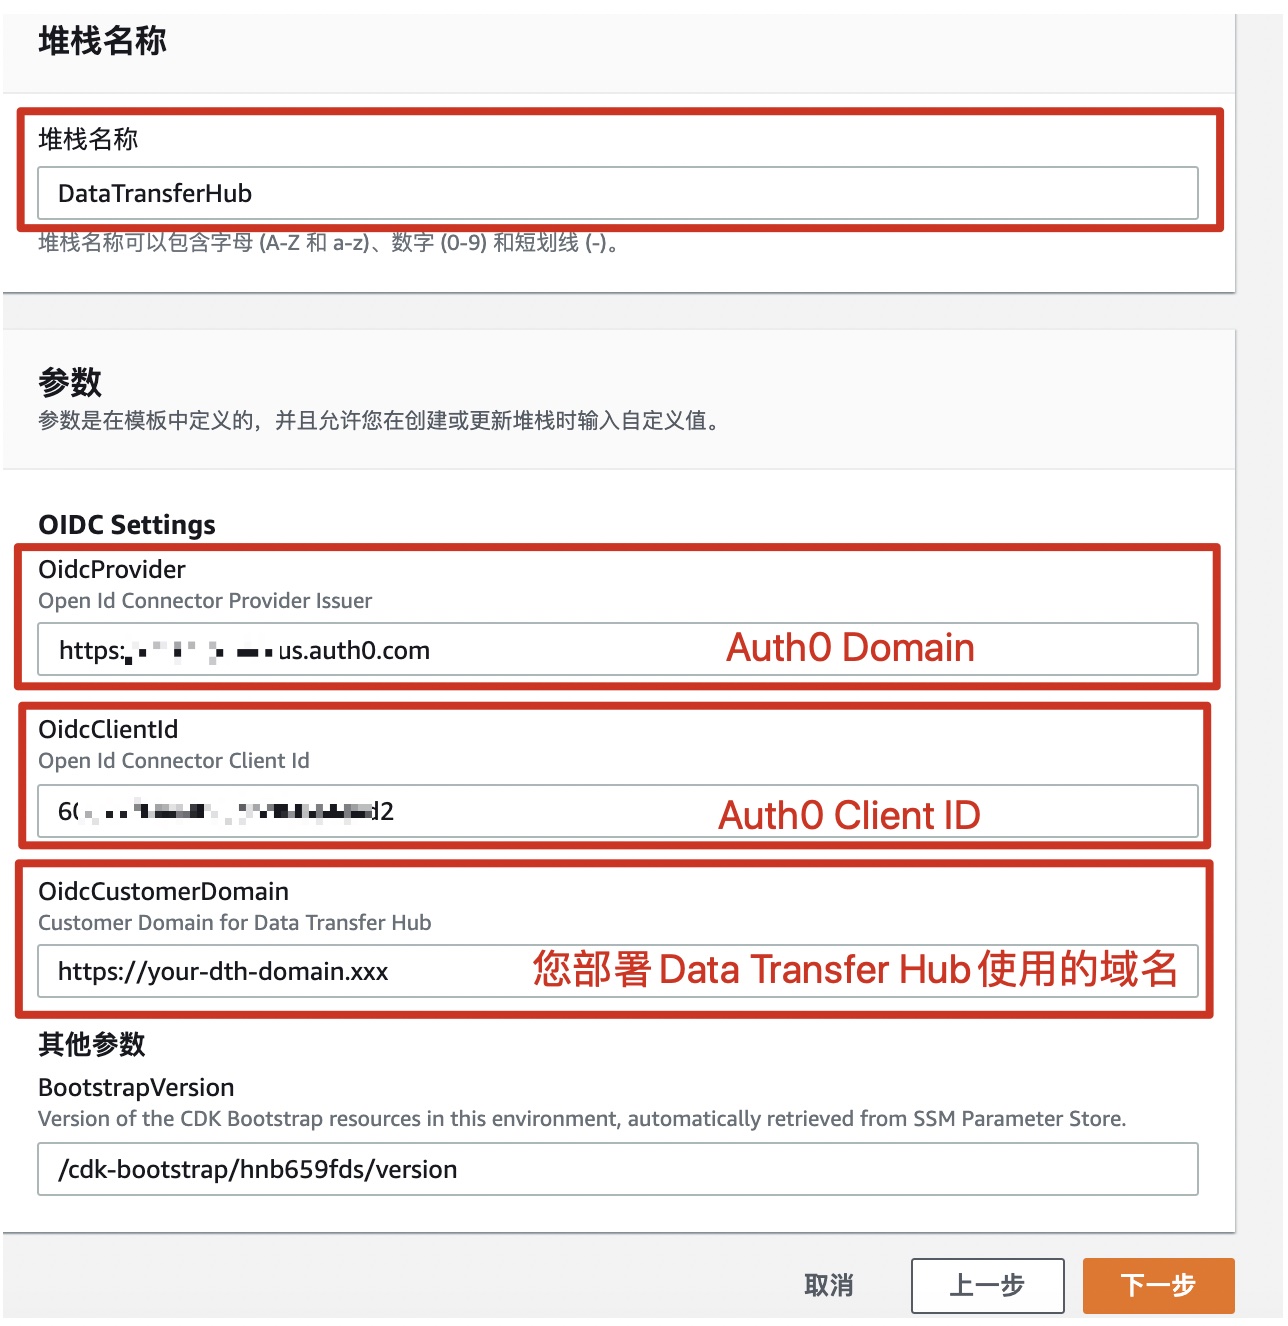 堆栈名称
堆栈名称
DataTransferHub
堆栈名称可以包含字母 (A-Z 和 a-z)、数字 (0-9) 和短划线 (-)。
参数
参数是在模板中定义的，并且允许您在创建或更新堆栈时输入自定义值。
OIDC Settings
OidcProvider
Open Id Connector Provider Issuer
https: us.auth0.com Auth0 Domain
OidcClientId
Open Id Connector Client Id
Auth0 Client ID
OidcCustomerDomain
Customer Domain for Data Transfer Hub
https://your-dth-domain.xxx 您部署Data Transfer Hub使用的域名
其他参数
BootstrapVersion
Version of the CDK Bootstrap resources in this environment, automatically retrieved from SSM Parameter Store.
/cdk-bootstrap/hnb659fds/version
取消 上一步 下一步